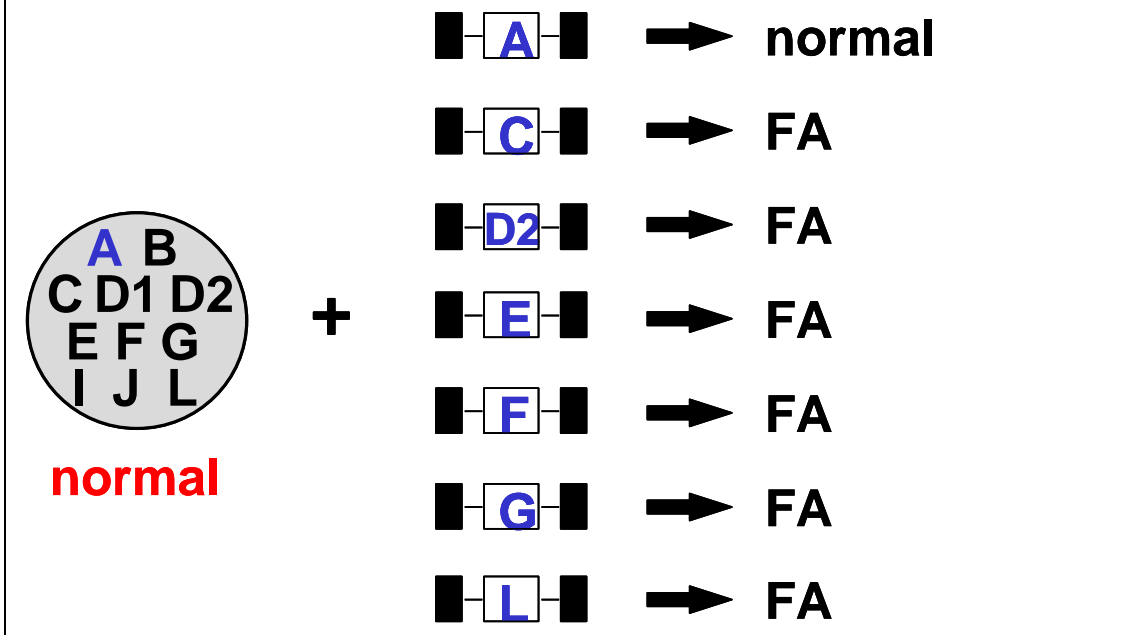 A normal
C FA
D2 FA
A B
C D1 D2
E F G
I J L
normal
+
E FA
F FA
G FA
L FA